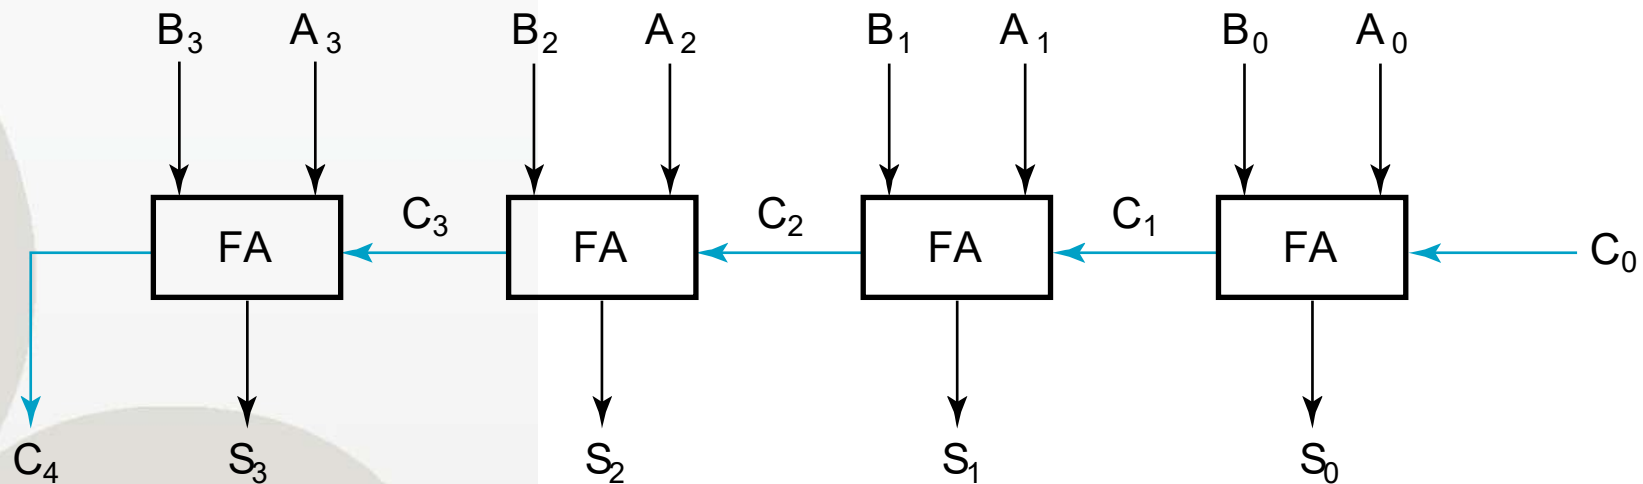 B₃ A₃ B₂ A₂ B₁ A₁ B₀ A₀
C₃ C₂ C₁
FA FA FA FA C₀
C₄ S₃ S₂ S₁ S₀